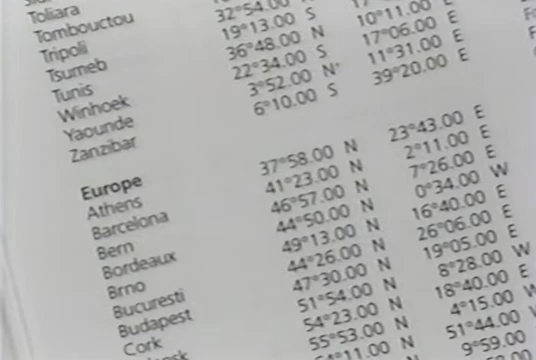 Toliara
Tombouctou
Tripoli 32°54.00 N
Tsumeb 19°13.00 S
Tunis 36°48.00 N 10°11.00 E
Winhoek 22°34.00 S 17°06.00 E
Yaounde 3°52.00 N 11°31.00 E
Zanzibar 6°10.00 S 39°20.00 E
Europe
Athens 37°58.00 N 23°43.00 E
Barcelona 41°23.00 N 2°11.00 E
Bern 46°57.00 N 7°26.00 E
Bordeaux 44°50.00 N 0°34.00 W
Brno 49°13.00 N 16°40.00 E
Bucuresti 44°26.00 N 26°06.00 E
Budapest 47°30.00 N 19°05.00 E
Cork 51°54.00 N 8°28.00 W
54°23.00 N 18°40.00 E
55°53.00 N 4°15.00 W
51°44.00
9°59.00